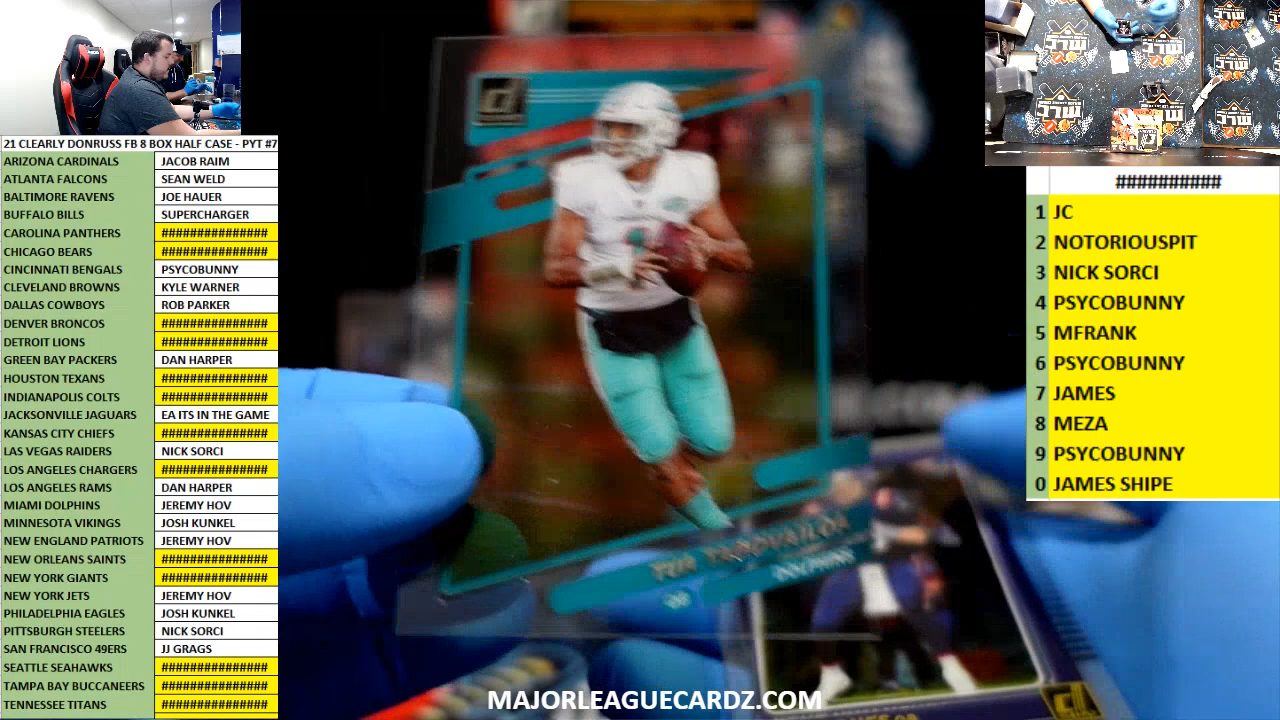 21 CLEARLY DONRUSS FB 8 BOX HALF CASE - PYT #7
ARIZONA CARDINALS JACOB RAIM
ATLANTA FALCONS SEAN WELD
BALTIMORE RAVENS JOE HAUER
BUFFALO BILLS SUPERCHARGER
CAROLINA PANTHERS ###############
CHICAGO BEARS ###############
CINCINNATI BENGALS PSYCOBUNNY
CLEVELAND BROWNS KYLE WARNER
DALLAS COWBOYS ROB PARKER
DENVER BRONCOS ###############
DETROIT LIONS ###############
GREEN BAY PACKERS DAN HARPER
HOUSTON TEXANS ###############
INDIANAPOLIS COLTS ###############
JACKSONVILLE JAGUARS EA ITS IN THE GAME
KANSAS CITY CHIEFS ###############
LAS VEGAS RAIDERS NICK SORCI
LOS ANGELES CHARGERS ###############
LOS ANGELES RAMS DAN HARPER
MIAMI DOLPHINS JEREMY HOV
MINNESOTA VIKINGS JOSH KUNKEL
NEW ENGLAND PATRIOTS JEREMY HOV
NEW ORLEANS SAINTS ###############
NEW YORK GIANTS ###############
NEW YORK JETS JEREMY HOV
PHILADELPHIA EAGLES JOSH KUNKEL
PITTSBURGH STEELERS NICK SORCI
SAN FRANCISCO 49ERS JJ GRAGS
SEATTLE SEAHAWKS ###############
TAMPA BAY BUCCANEERS ###############
TENNESSEE TITANS ###############
TUA TAGOVAILOA
QB DOLPHINS
MAJORLEAGUECARDZ.COM
##########
1 JC
2 NOTORIOUSPIT
3 NICK SORCI
4 PSYCOBUNNY
5 MFRANK
6 PSYCOBUNNY
7 JAMES
8 MEZA
9 PSYCOBUNNY
0 JAMES SHIPE